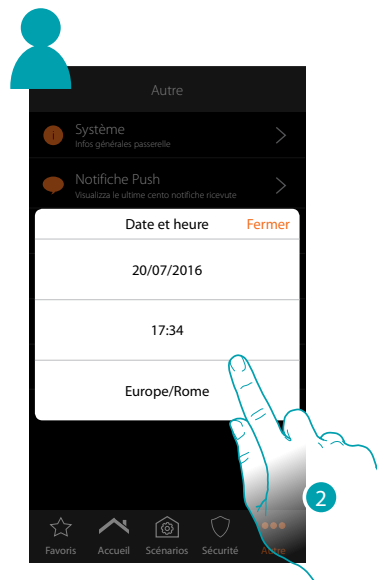 Autre
Système
Infos générales passerelle
Notifiche Push
Visualizza le ultime cento notifiche ricevute
Date et heure
Fermer
20/07/2016
17:34
Europe/Rome
2
Favoris
Accueil
Scénarios
Sécurité
Autre